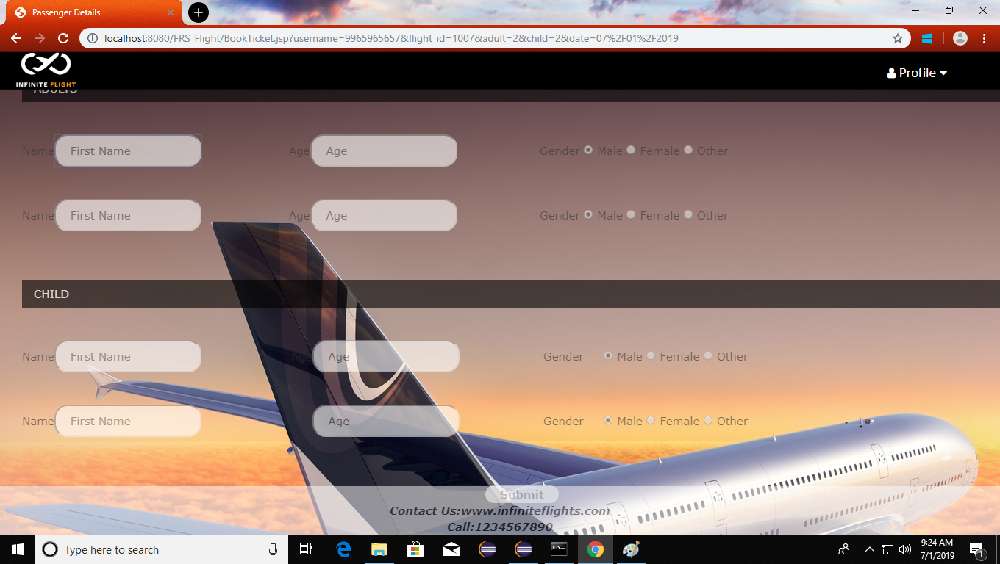 Passenger Details
localhost:8080/FRS_Flight/BookTicket.jsp?username=9965965657&flight_id=1007&adult=2&child=2&date=07%2F01%2F2019
INFINITE FLIGHT
Profile
ADULTS
Name First Name Age Age Gender Male Female Other
Name First Name Age Age Gender Male Female Other
CHILD
Name First Name Age Age Gender Male Female Other
Name First Name Age Gender Male Female Other
Submit
Contact Us:www.infiniteflights.com
Call:1234567890
Type here to search
9:24 AM
7/1/2019
1